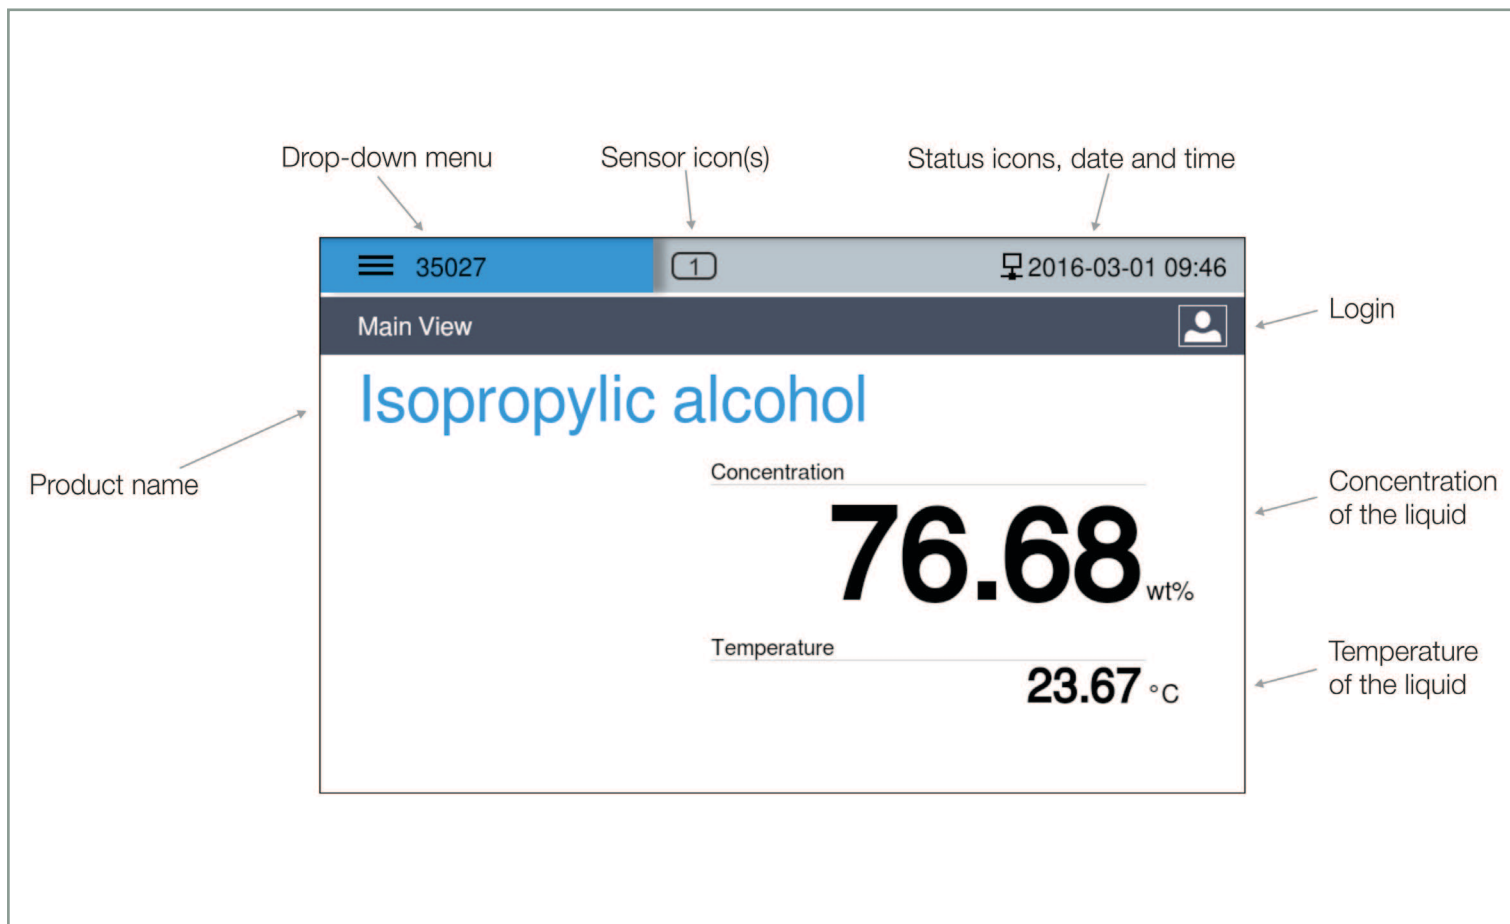 Drop-down menu
Sensor icon(s)
Status icons, date and time
35027
1
2016-03-01 09:46
Login
Main View
Isopropylic alcohol
Product name
Concentration
76.68 wt%
Concentration
of the liquid
Temperature
23.67 °C
Temperature
of the liquid